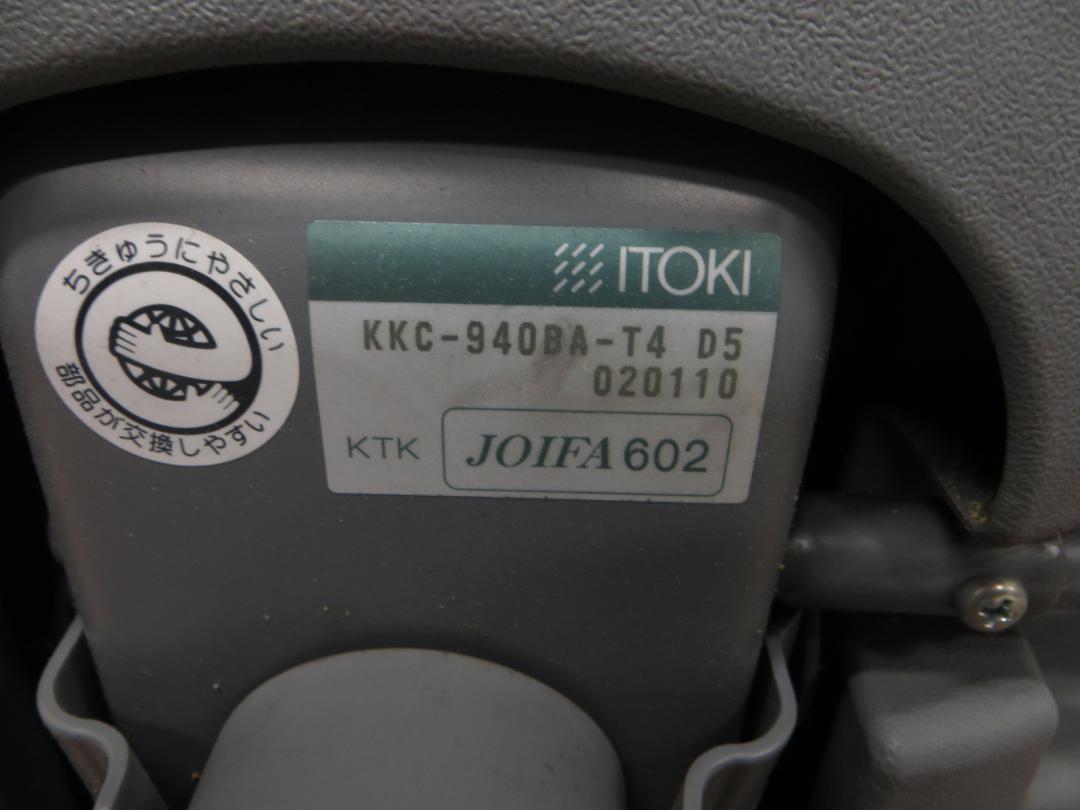 ちきゅうにやさしい
e
部品が交換しやすい
ITOKI
KKC-940BA-T4 D5
020110
KTK
JOIFA 602